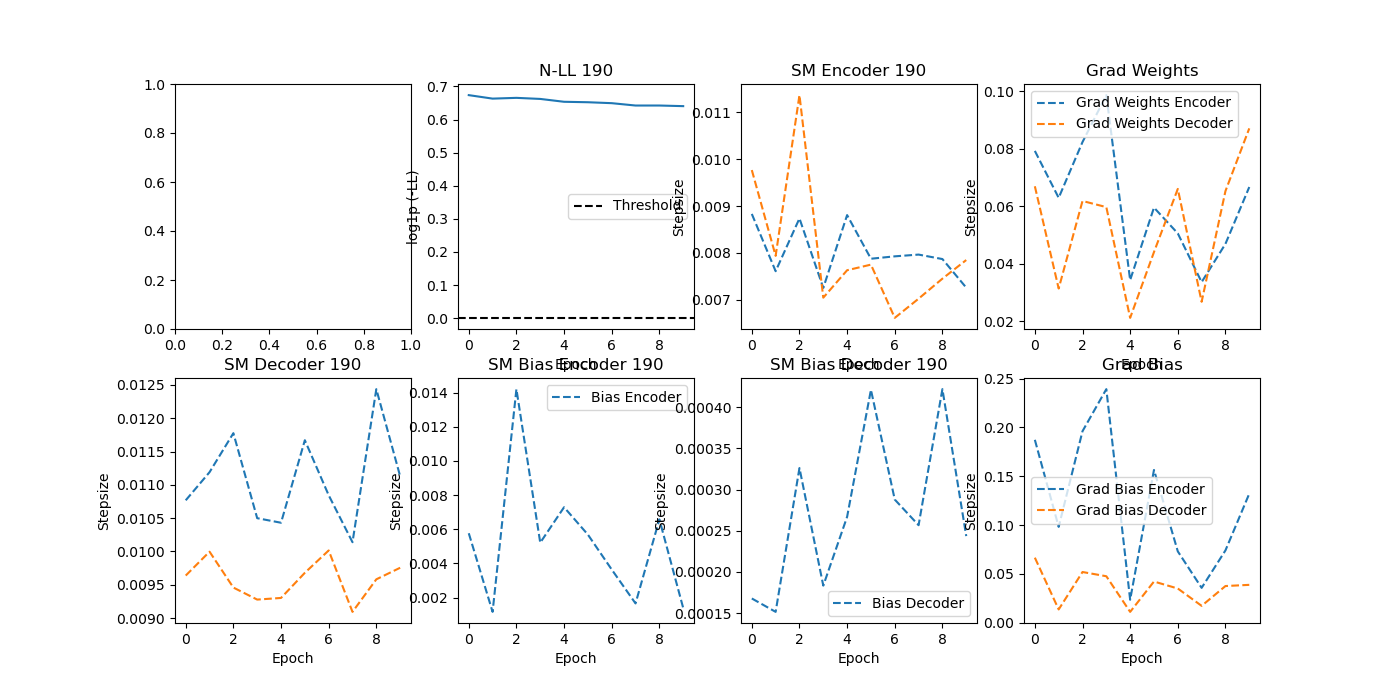 N-LL 190
SM Encoder 190
Grad Weights
1.0
0.8
0.6
0.4
0.2
0.0
0.0 0.2 0.4 0.6 0.8 1.0
log1p (-LL)
0.7
0.6
0.5
0.4
0.3
0.2
0.1
0.0
Threshold
0 2 4 6 8
Epoch
Stepsize
0.011
0.010
0.009
0.008
0.007
0 2 4 6 8
Epoch
Stepsize
0.10
0.08
0.06
0.04
0.02
Grad Weights Encoder
Grad Weights Decoder
0 2 4 6 8
Epoch
SM Decoder 190
SM Bias Encoder 190
SM Bias Decoder 190
Grad Bias
Stepsize
0.0125
0.0120
0.0115
0.0110
0.0105
0.0100
0.0095
0.0090
0 2 4 6 8
Epoch
Stepsize
0.014
0.012
0.010
0.008
0.006
0.004
0.002
Bias Encoder
0 2 4 6 8
Epoch
Stepsize
0.00040
0.00035
0.00030
0.00025
0.00020
0.00015
Bias Decoder
0 2 4 6 8
Epoch
Stepsize
0.25
0.20
0.15
0.10
0.05
0.00
Grad Bias Encoder
Grad Bias Decoder
0 2 4 6 8
Epoch